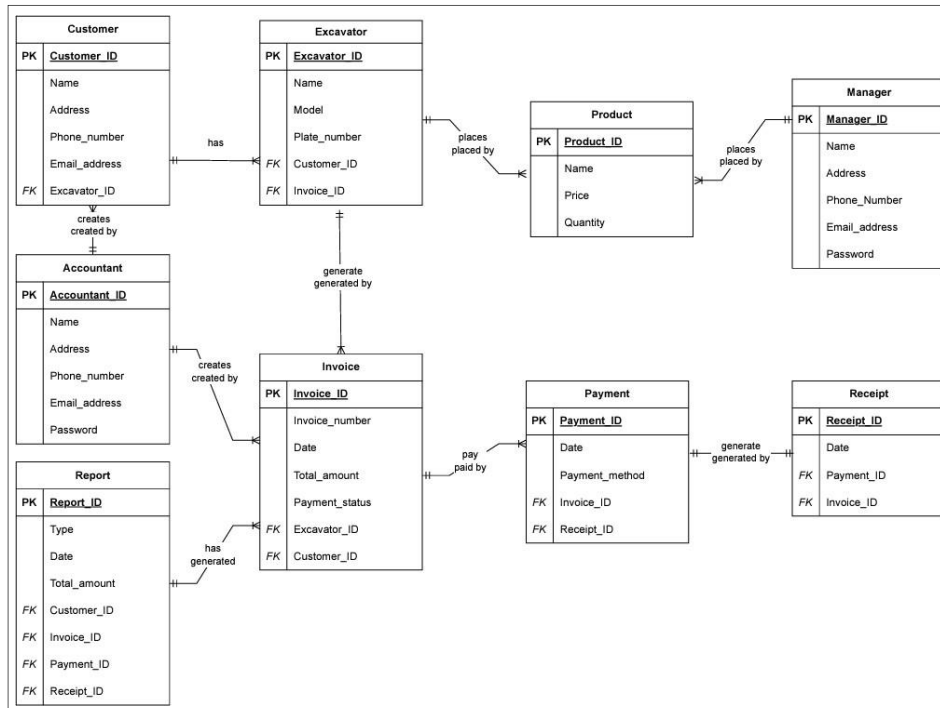 Customer
PK Customer_ID
Name
Address
Phone_number
Email_address
FK Excavator_ID
has
Excavator
PK Excavator_ID
Name
Model
Plate_number
FK Customer_ID
FK Invoice_ID
places
placed by
Product
PK Product_ID
Name
Price
Quantity
places
placed by
Manager
PK Manager_ID
Name
Address
Phone_Number
Email_address
Password
creates
created by
Accountant
PK Accountant_ID
Name
Address
Phone_number
Email_address
Password
generate
generated by
creates
created by
Invoice
PK Invoice_ID
Invoice_number
Date
Total_amount
Payment_status
FK Excavator_ID
FK Customer_ID
pay
paid by
Payment
PK Payment_ID
Date
Payment_method
FK Invoice_ID
FK Receipt_ID
generate
generated by
Receipt
PK Receipt_ID
Date
FK Payment_ID
FK Invoice_ID
Report
PK Report_ID
Type
Date
Total_amount
FK Customer_ID
FK Invoice_ID
FK Payment_ID
FK Receipt_ID
has
generated